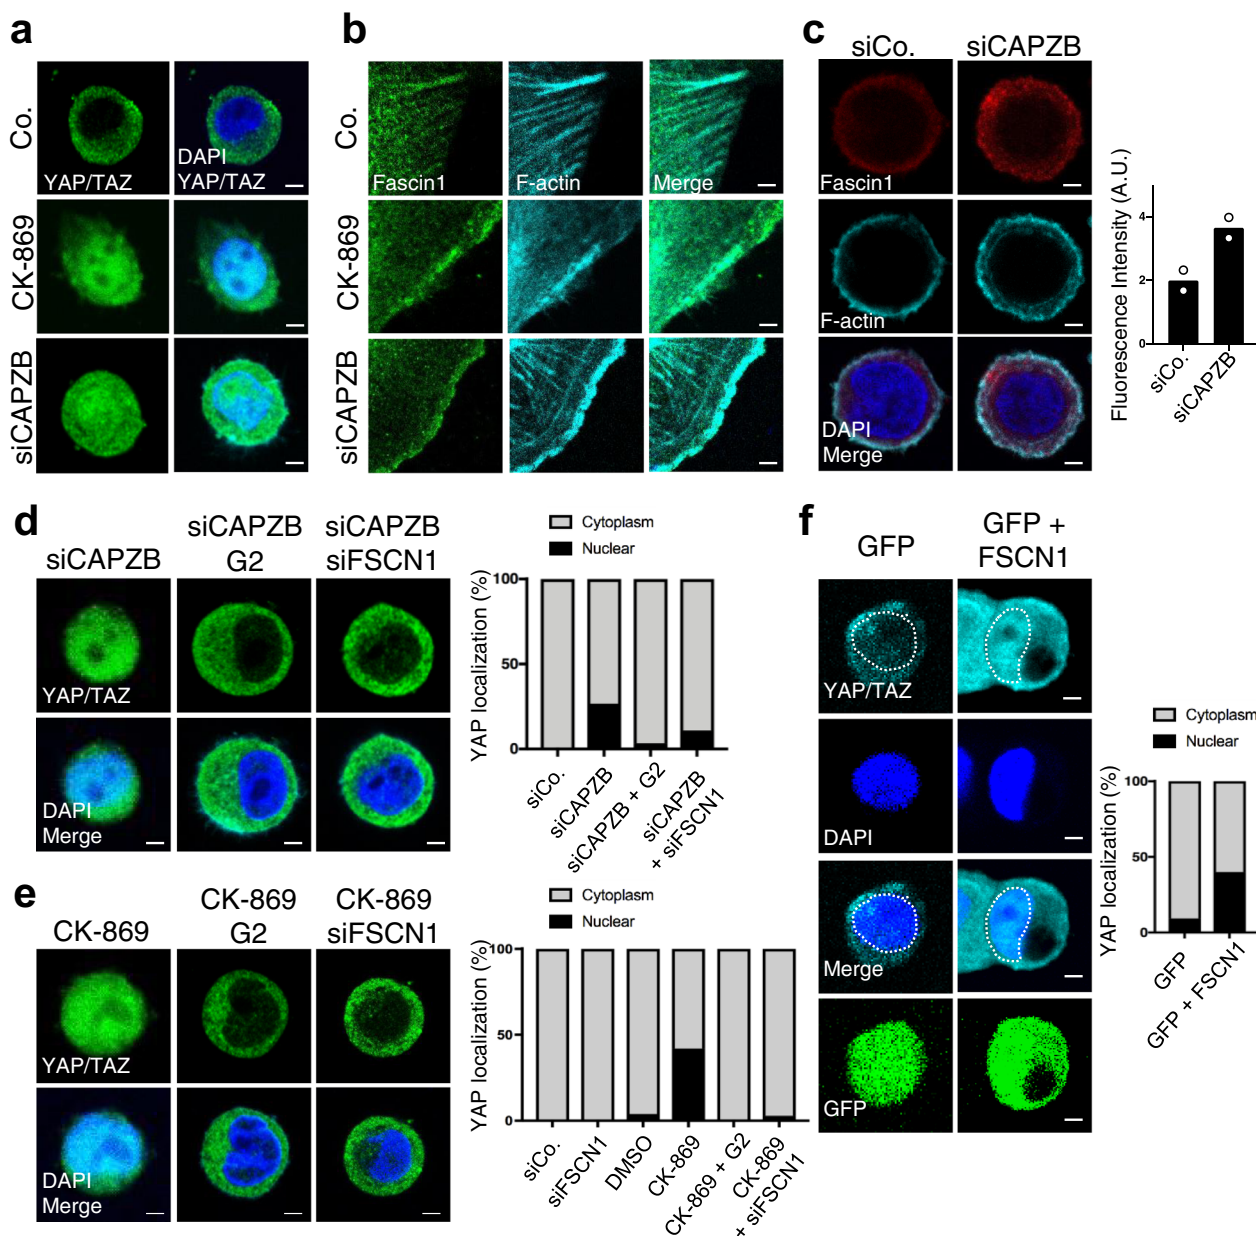 a
Co.
YAP/TAZ
DAPI
YAP/TAZ
CK-869
siCAPZB
b
Co.
Fascin1
F-actin
Merge
CK-869
siCAPZB
c
siCo.
siCAPZB
Fascin1
F-actin
DAPI
Merge
Fluorescence Intensity (A.U.)
4
2
0
siCo.
siCAPZB
d
siCAPZB
siCAPZB
G2
siCAPZB
siFSCN1
YAP/TAZ
DAPI
Merge
Cytoplasm
Nuclear
YAP localization (%)
100
50
0
siCo.
siCAPZB
siCAPZB + G2
siCAPZB
+ siFSCN1
e
CK-869
CK-869
G2
CK-869
siFSCN1
YAP/TAZ
DAPI
Merge
Cytoplasm
Nuclear
YAP localization (%)
100
50
0
siCo.
siFSCN1
DMSO
CK-869
CK-869 + G2
CK-869
+ siFSCN1
f
GFP
GFP +
FSCN1
YAP/TAZ
DAPI
Merge
GFP
Cytoplasm
Nuclear
YAP localization (%)
100
50
0
GFP
GFP + FSCN1